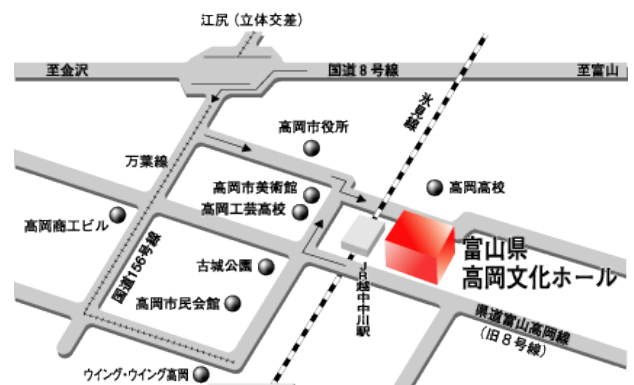 江尻（立体交差）
至金沢
国道8号線
至富山
氷見線
高岡市役所
万葉線
高岡市美術館
高岡高校
高岡工芸高校
高岡商工ビル
富山県
高岡文化ホール
国道156号線
古城公園
JR越中中川駅
高岡市民会館
県道富山高岡線
（旧8号線）
ウイング・ウイング高岡